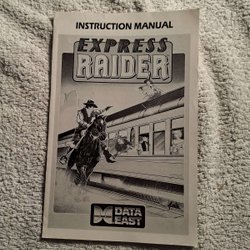 INSTRUCTION MANUAL
EXPRESS
RAIDER
DATA
EAST